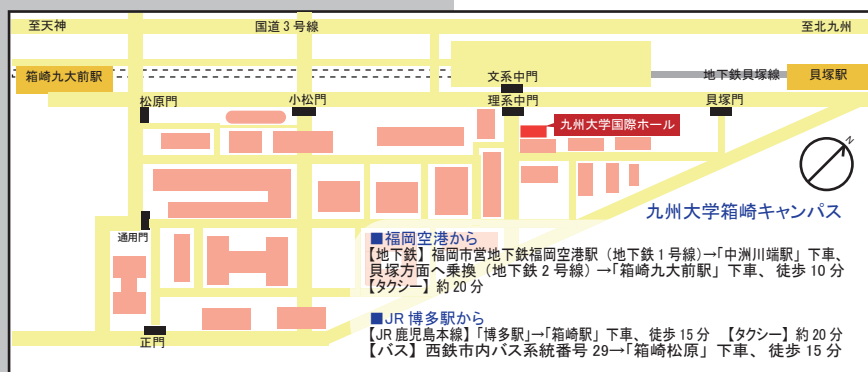 至天神
国道3号線
至北九州
箱崎九大前駅
文系中門
地下鉄貝塚線
貝塚駅
松原門
小松門
理系中門
貝塚門
九州大学国際ホール
N
九州大学箱崎キャンパス
通用門
■福岡空港から
【地下鉄】福岡市営地下鉄福岡空港駅（地下鉄1号線）→「中洲川端駅」下車、
貝塚方面へ乗換（地下鉄2号線）→「箱崎九大前駅」下車、徒歩10分
【タクシー】約20分
■JR博多駅から
【JR鹿児島本線】「博多駅」→「箱崎駅」下車、徒歩15分 【タクシー】約20分
【バス】西鉄市内バス系統番号29→「箱崎松原」下車、徒歩15分
正門